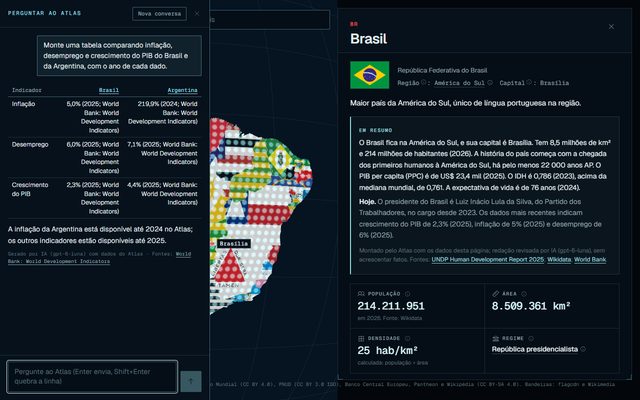 PERGUNTAR AO ATLAS
Nova conversa
Monte uma tabela comparando inflação,
desemprego e crescimento do PIB do Brasil e
da Argentina, com o ano de cada dado.
Indicador Brasil Argentina
Inflação 5,0% (2025; World Bank: World Development Indicators) 219,9% (2024; World Bank: World Development Indicators)
Desemprego 6,0% (2025; World Bank: World Development Indicators) 7,1% (2025; World Bank: World Development Indicators)
Crescimento do PIB 2,3% (2025; World Bank: World Development Indicators) 4,4% (2025; World Bank: World Development Indicators)
A inflação da Argentina está disponível até 2024 no Atlas;
os outros indicadores estão disponíveis até 2025.
Gerado por IA (gpt-6-luna) com dados do Atlas · Fontes: World
Bank: World Development Indicators
Pergunte ao Atlas (Enter envia, Shift+Enter
quebra a linha)
Brasília
BR
Brasil
República Federativa do Brasil
Região: América do Sul Capital: Brasília
Maior país da América do Sul, único de língua portuguesa na região.
EM RESUMO
O Brasil fica na América do Sul, e sua capital é Brasília. Tem 8,5 milhões de km²
e 214 milhões de habitantes (2026). A história do país começa com a chegada
dos primeiros humanos à América do Sul, há pelo menos 22 000 anos AP. O
PIB per capita (PPC) é de US$ 23,4 mil (2025). O IDH é 0,786 (2023), acima da
mediana mundial, de 0,761. A expectativa de vida é de 76 anos (2024).
Hoje. O presidente do Brasil é Luiz Inácio Lula da Silva, do Partido dos
Trabalhadores, no cargo desde 2023. Os dados mais recentes indicam
crescimento do PIB de 2,3% (2025), inflação de 5% (2025) e desemprego de
6% (2025).
Montado pelo Atlas com os dados desta página; redação revisada por IA (gpt-6-luna), sem
acrescentar fatos. Fontes: UNDP Human Development Report 2025; Wikidata; World Bank.
POPULAÇÃO
214.211.951
em 2026. Fonte: Wikidata
ÁREA
8.509.361 km²
DENSIDADE
25 hab/km²
calculada: população ÷ área
REGIME
República presidencialista
Mundial (CC BY 4.0), PNUD (CC BY 3.0 IGO), Banco Central Europeu, Pantheon e Wikipédia (CC BY-SA 4.0). Bandeiras: flagcdn e Wikimedia